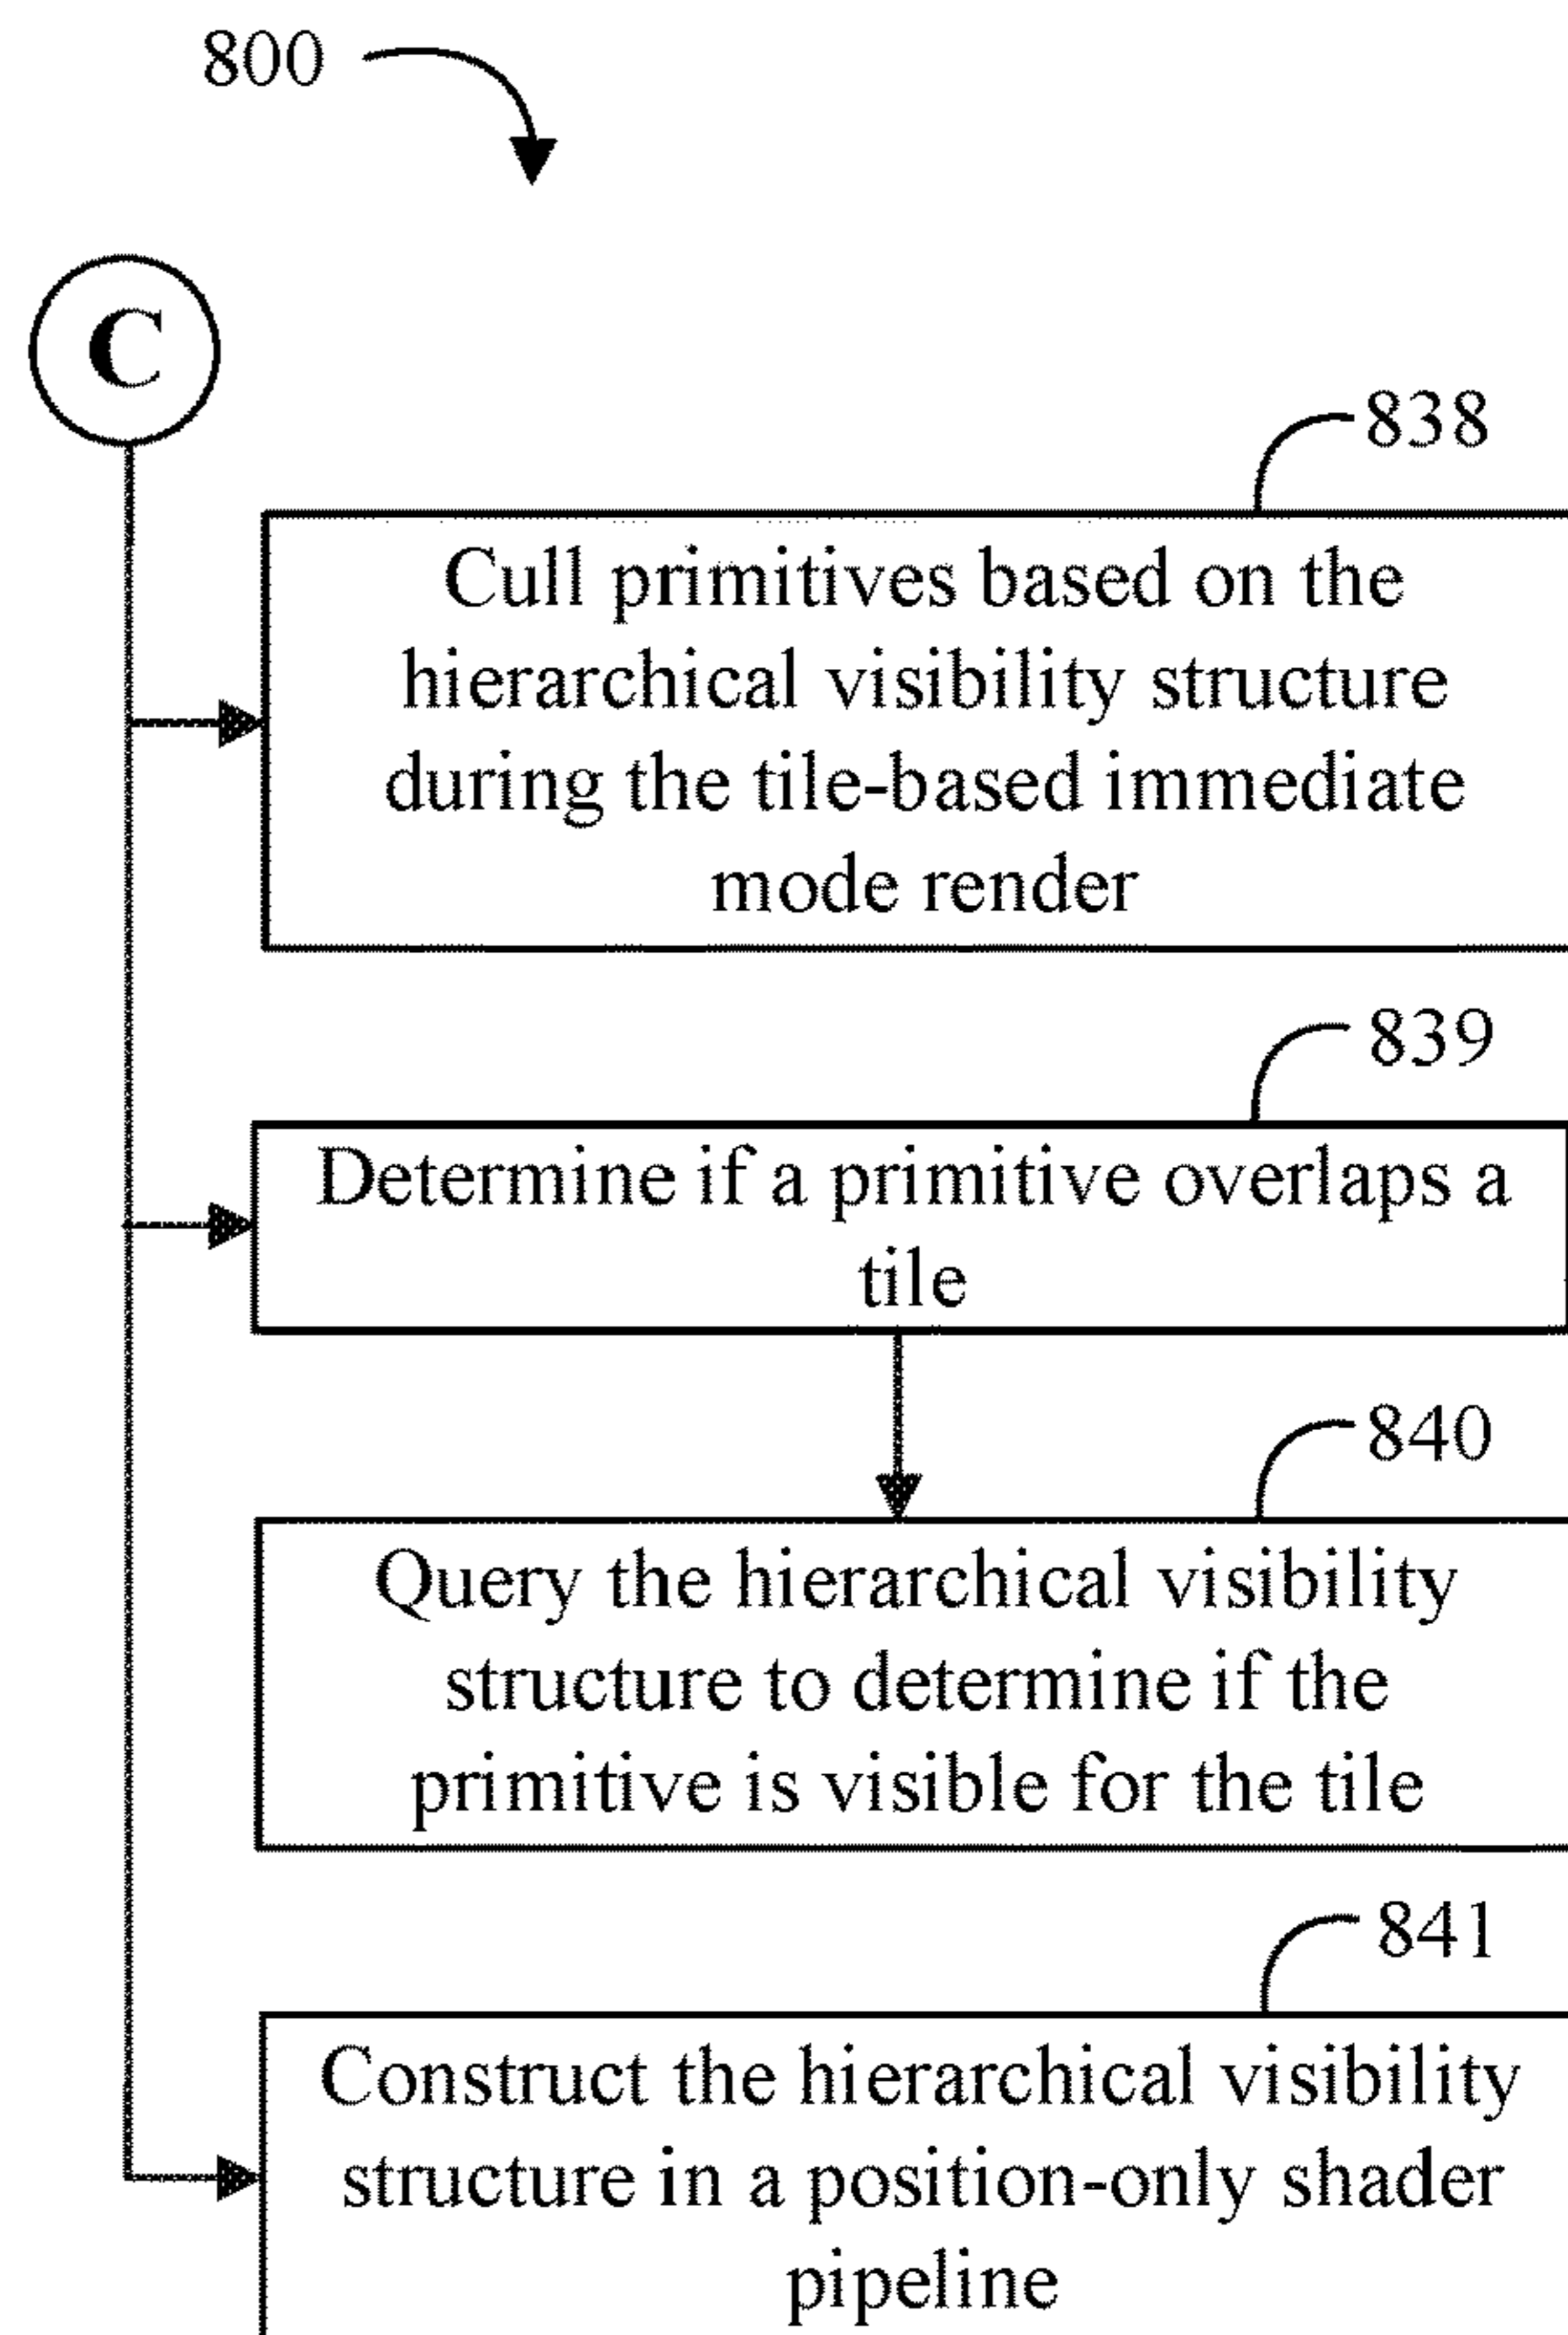 800
C
838
Cull primitives based on the
hierarchical visibility structure
during the tile-based immediate
mode render
839
Determine if a primitive overlaps a
tile
840
Query the hierarchical visibility
structure to determine if the
primitive is visible for the tile
841
Construct the hierarchical visibility
structure in a position-only shader
pipeline